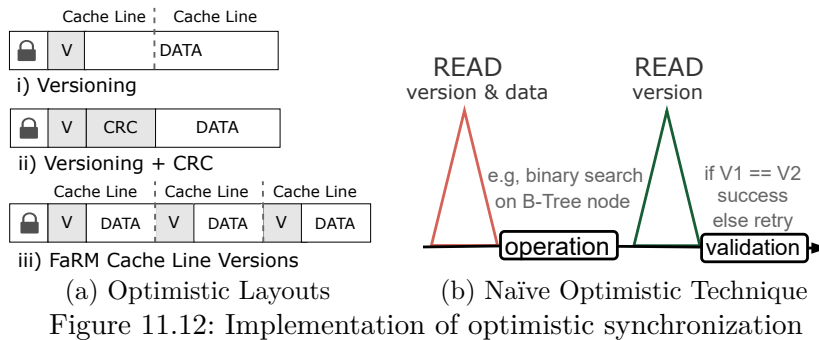 Cache Line Cache Line
V DATA
i) Versioning
V CRC DATA
ii) Versioning + CRC
Cache Line Cache Line Cache Line
V DATA V DATA V DATA
iii) FaRM Cache Line Versions
(a) Optimistic Layouts
READ
version & data
READ
version
e.g, binary search
on B-Tree node
if V1 == V2
success
else retry
operation
validation
(b) Naïve Optimistic Technique
Figure 11.12: Implementation of optimistic synchronization